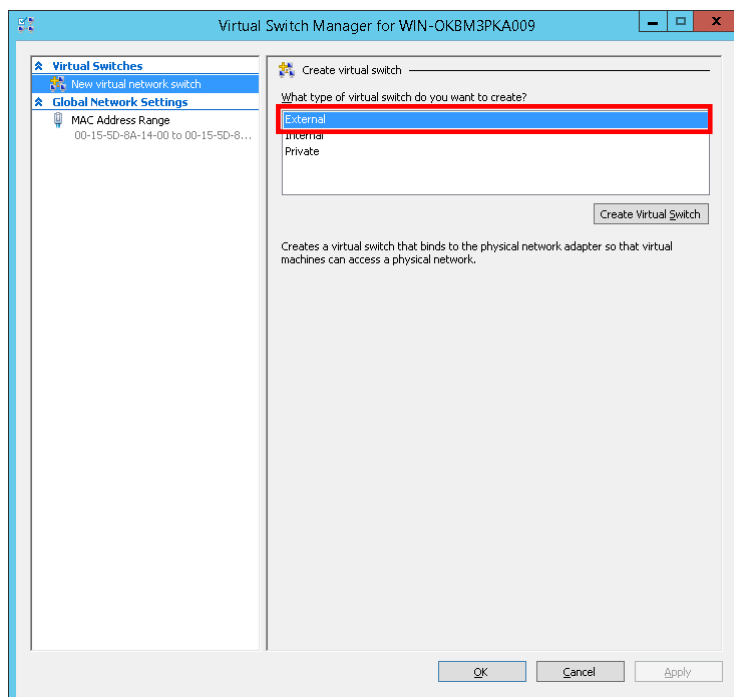 Virtual Switch Manager for WIN-OKBM3PKA009
Virtual Switches
New virtual network switch
Global Network Settings
MAC Address Range
00-15-5D-8A-14-00 to 00-15-5D-8...
Create virtual switch
What type of virtual switch do you want to create?
External
Internal
Private
Create Virtual Switch
Creates a virtual switch that binds to the physical network adapter so that virtual
machines can access a physical network.
OK
Cancel
Apply